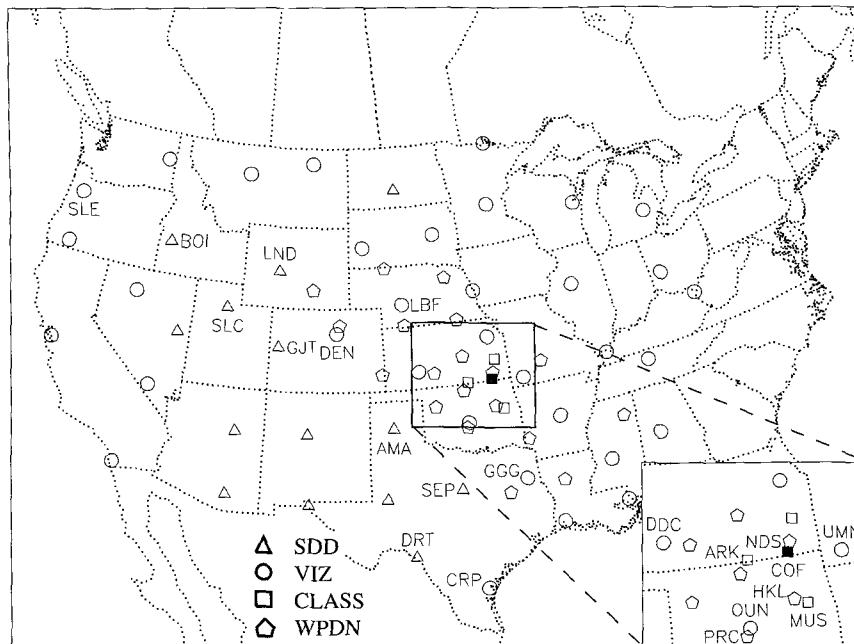 SLE
BOI
LND
SLC
LBF
GJT
DEN
AMA
GGG
SEP
DRT
CRP
SDD
VIZ
CLASS
WPDN
DDC
UMN
NDS
ARK
COF
HKL
OUN
MUS
PRC